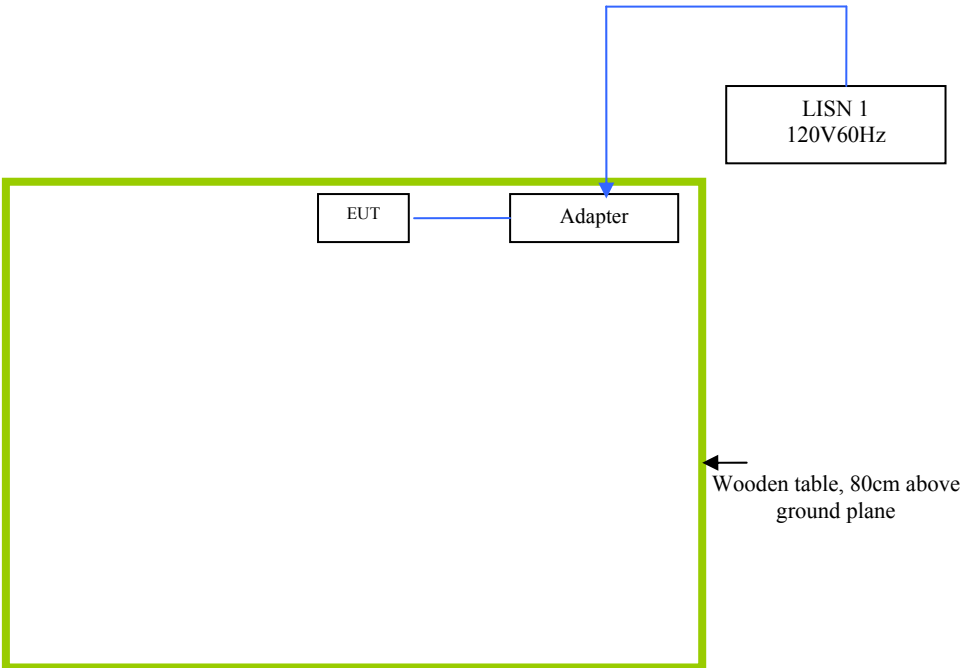 LISN 1
120V60Hz
EUT
Adapter
Wooden table, 80cm above
ground plane